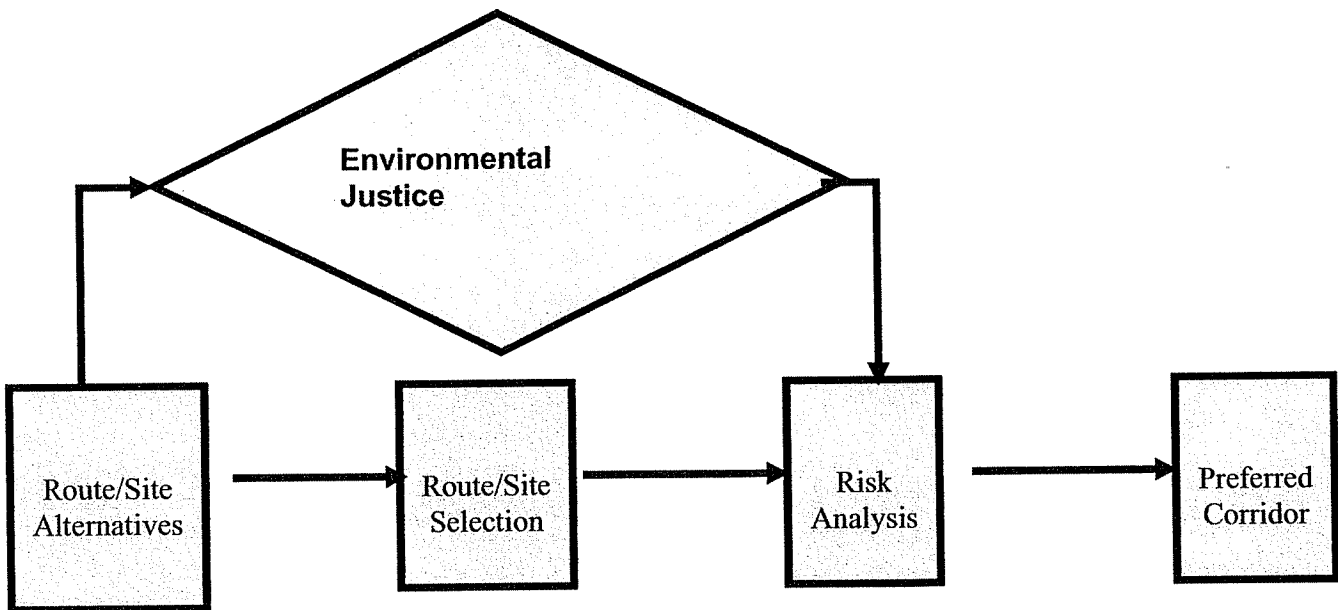 Environmental
Justice
Route/Site
Alternatives
Route/Site
Selection
Risk
Analysis
Preferred
Corridor